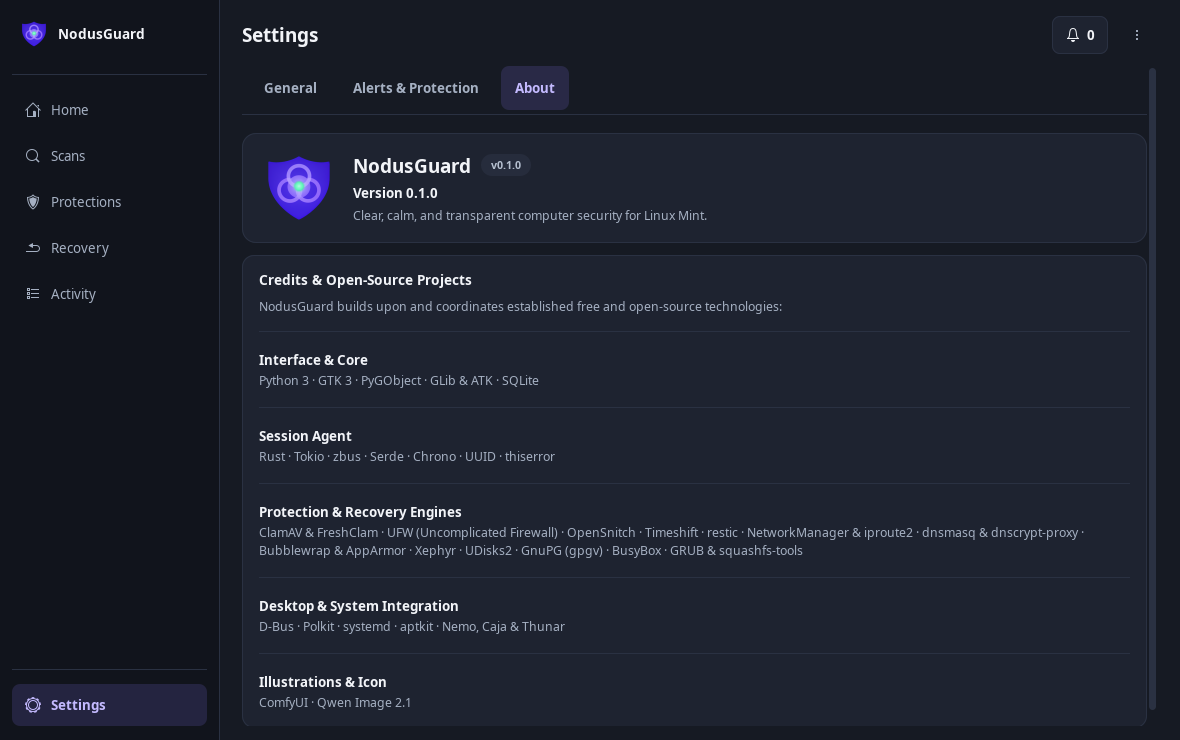 NodusGuard
Settings
0
Home
Scans
Protections
Recovery
Activity
Settings
General
Alerts & Protection
About
NodusGuard
v0.1.0
Version 0.1.0
Clear, calm, and transparent computer security for Linux Mint.
Credits & Open-Source Projects
NodusGuard builds upon and coordinates established free and open-source technologies:
Interface & Core
Python 3 · GTK 3 · PyGObject · GLib & ATK · SQLite
Session Agent
Rust · Tokio · zbus · Serde · Chrono · UUID · thiserror
Protection & Recovery Engines
ClamAV & FreshClam · UFW (Uncomplicated Firewall) · OpenSnitch · Timeshift · restic · NetworkManager & iproute2 · dnsmasq & dnscrypt-proxy ·
Bubblewrap & AppArmor · Xephyr · UDisks2 · GnuPG (gpgv) · BusyBox · GRUB & squashfs-tools
Desktop & System Integration
D-Bus · Polkit · systemd · aptkit · Nemo, Caja & Thunar
Illustrations & Icon
ComfyUI · Qwen Image 2.1